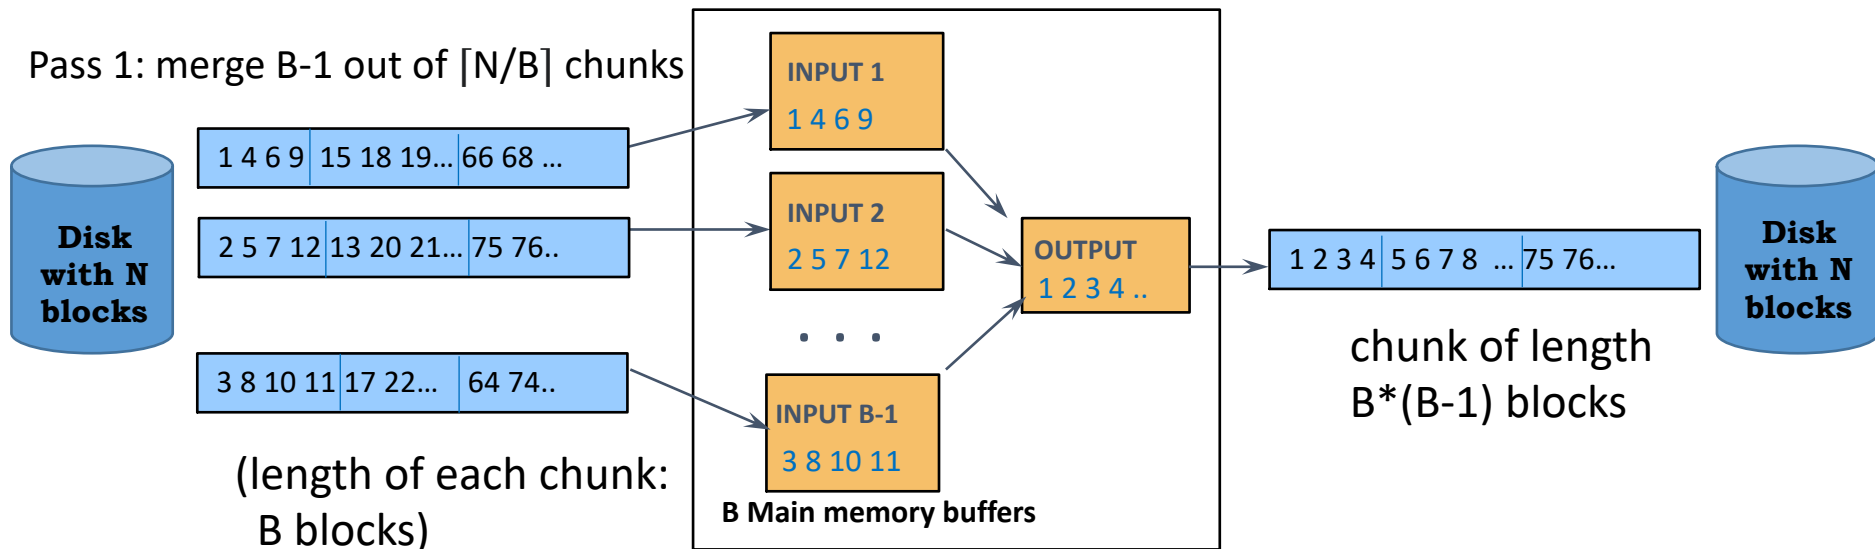 Pass 1: merge B-1 out of ⌈N/B⌉ chunks
Disk
with N
blocks
1 4 6 9 15 18 19... 66 68 ...
2 5 7 12 13 20 21... 75 76..
3 8 10 11 17 22... 64 74..
(length of each chunk:
B blocks)
INPUT 1
1 4 6 9
INPUT 2
2 5 7 12
. . .
INPUT B-1
3 8 10 11
B Main memory buffers
OUTPUT
1 2 3 4 ..
1 2 3 4 5 6 7 8 ... 75 76...
chunk of length
B*(B-1) blocks
Disk
with N
blocks